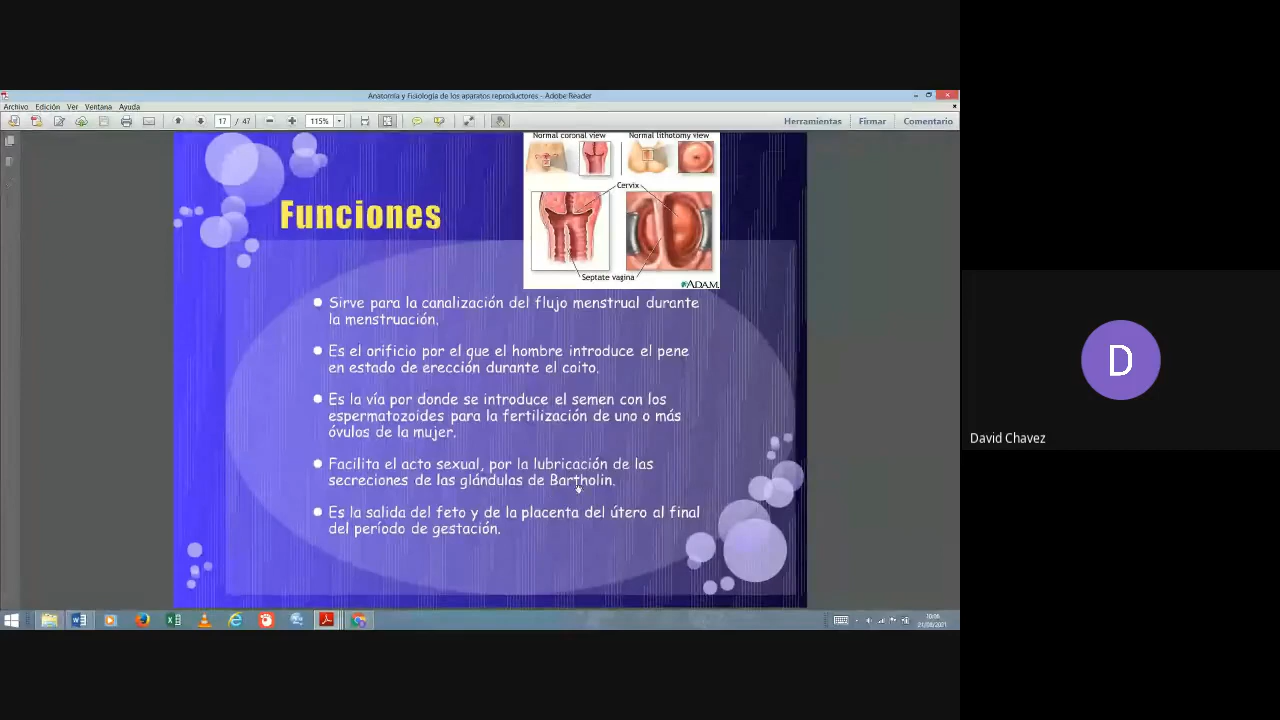 Anatomia y Fisiología de los aparatos reproductores - Adobe Reader
Archivo Edición Ver Ventana Ayuda
17 / 47 115% Herramientas Firmar Comentario
Normal coronal view Normal lithotomy view
Cervix
Septate vagina
ADAM.
Funciones
Sirve para la canalización del flujo menstrual durante
la menstruación.
Es el orificio por el que el hombre introduce el pene
en estado de erección durante el coito.
Es la vía por donde se introduce el semen con los
espermatozoides para la fertilización de uno o más
óvulos de la mujer.
Facilita el acto sexual, por la lubricación de las
secreciones de las glándulas de Bartholin.
Es la salida del feto y de la placenta del útero al final
del período de gestación.
D
David Chavez